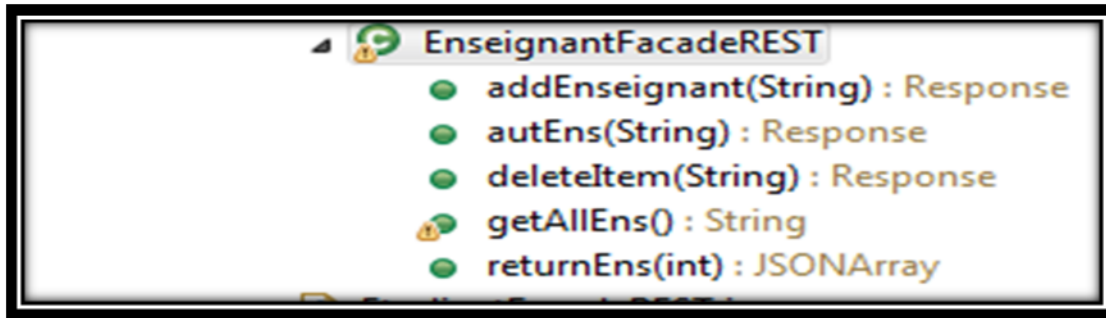 EnseignantFacadeREST
addEnseignant(String) : Response
autEns(String) : Response
deleteItem(String) : Response
getAllEns() : String
returnEns(int) : JSONArray